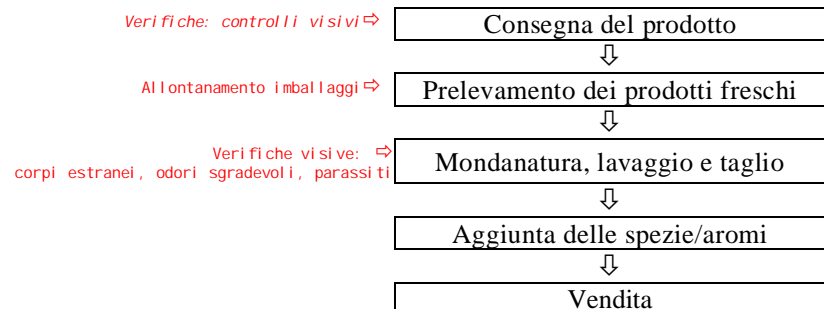 Verifiche: controlli visivi⇨
Consegna del prodotto
⇩
Allontanamento imballaggi⇨
Prelevamento dei prodotti freschi
⇩
Verifiche visive: ⇨
corpi estranei, odori sgradevoli, parassiti
Mondanatura, lavaggio e taglio
⇩
Aggiunta delle spezie/aromi
⇩
Vendita